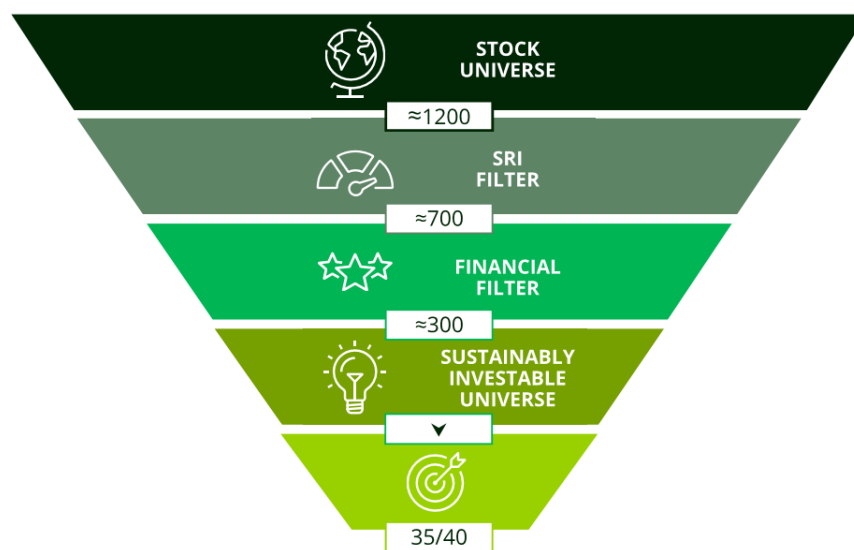 STOCK
UNIVERSE
≈1200
SRI
FILTER
≈700
FINANCIAL
FILTER
≈300
SUSTAINABLY
INVESTABLE
UNIVERSE
35/40